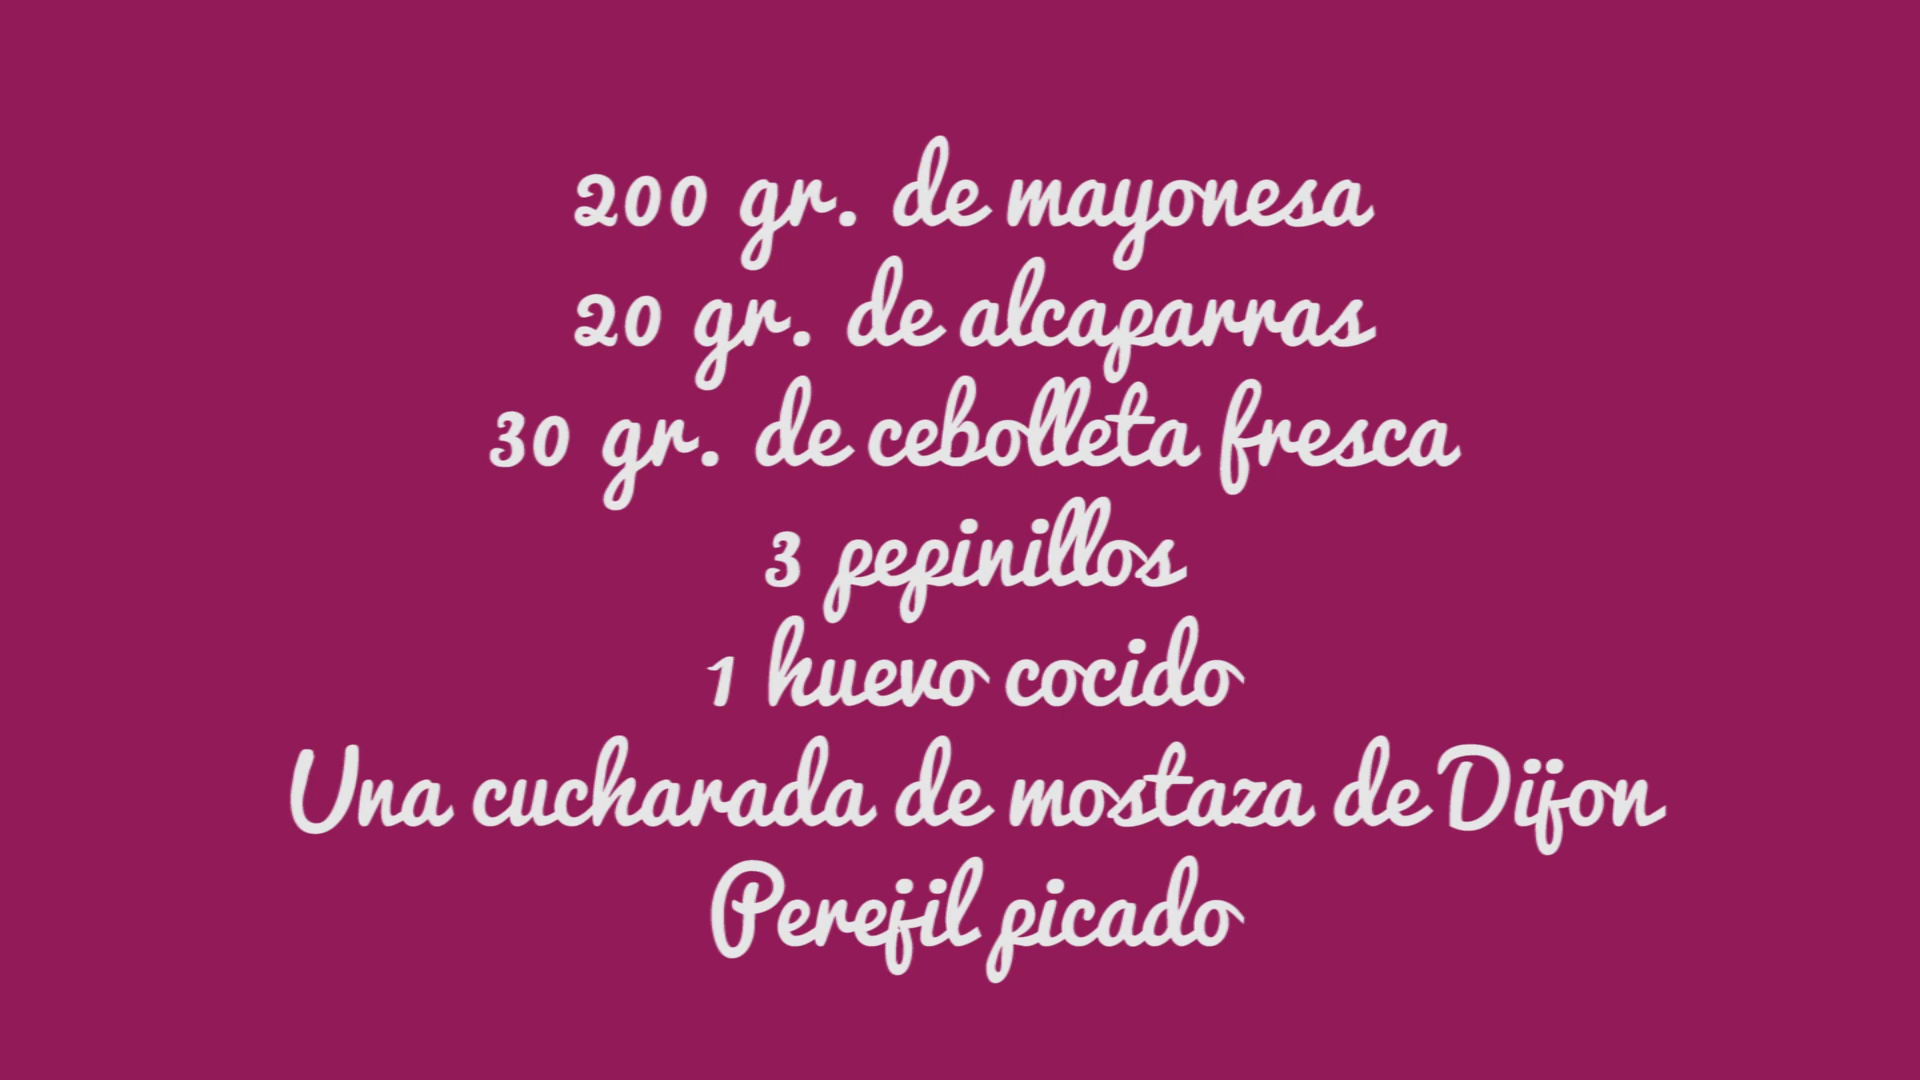 200 gr. de mayonesa
20 gr. de alcaparras
30 gr. de cebolleta fresca
3 pepinillos
1 huevo cocido
Una cucharada de mostaza de Dijon
Perejil picado